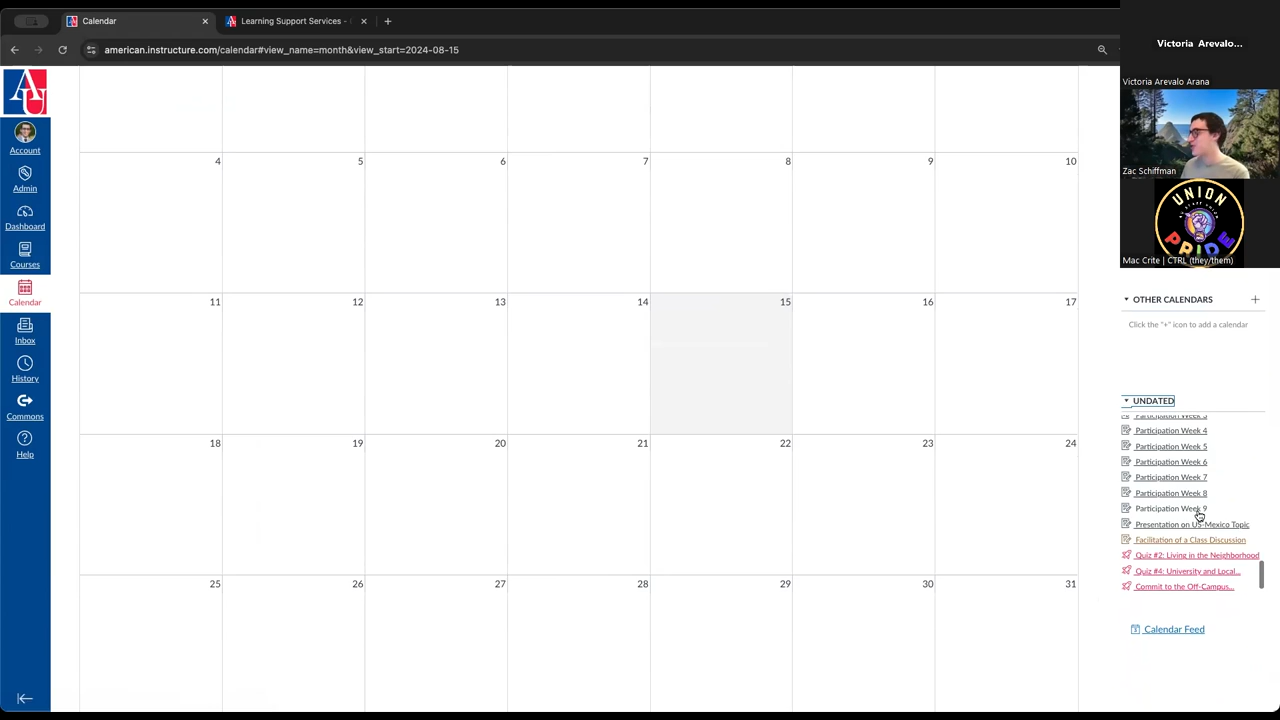 Calendar
Learning Support Services - 
american.instructure.com/calendar#view_name=month&view_start=2024-08-15
AU
Account
Admin
Dashboard
Courses
Calendar
Inbox
History
Commons
Help
4 5 6 7 8 9 10
11 12 13 14 15 16 17
18 19 20 21 22 23 24
25 26 27 28 29 30 31
Victoria Arevalo...
Victoria Arevalo Arana
Zac Schiffman
UNION
PRIDE
Mac Crite | CTRL (they/them)
OTHER CALENDARS
Click the "+" icon to add a calendar
UNDATED
Participation Week 3
Participation Week 4
Participation Week 5
Participation Week 6
Participation Week 7
Participation Week 8
Participation Week 9
Presentation on US-Mexico Topic
Facilitation of a Class Discussion
Quiz #2: Living in the Neighborhood
Quiz #4: University and Local...
Commit to the Off-Campus...
Calendar Feed